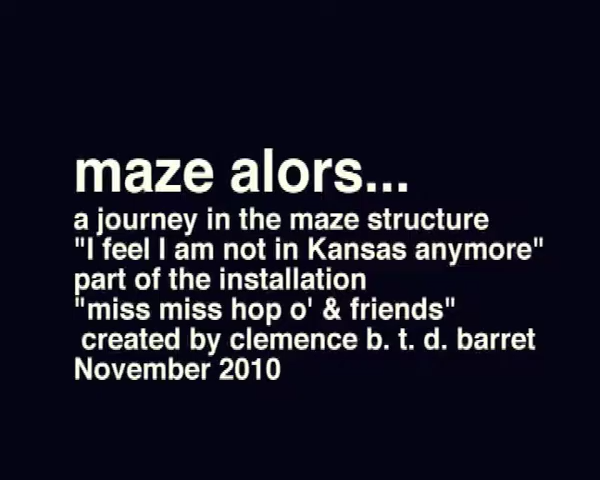 maze alors...
a journey in the maze structure
"I feel I am not in Kansas anymore"
part of the installation
"miss miss hop o' & friends"
created by clemence b. t. d. barret
November 2010